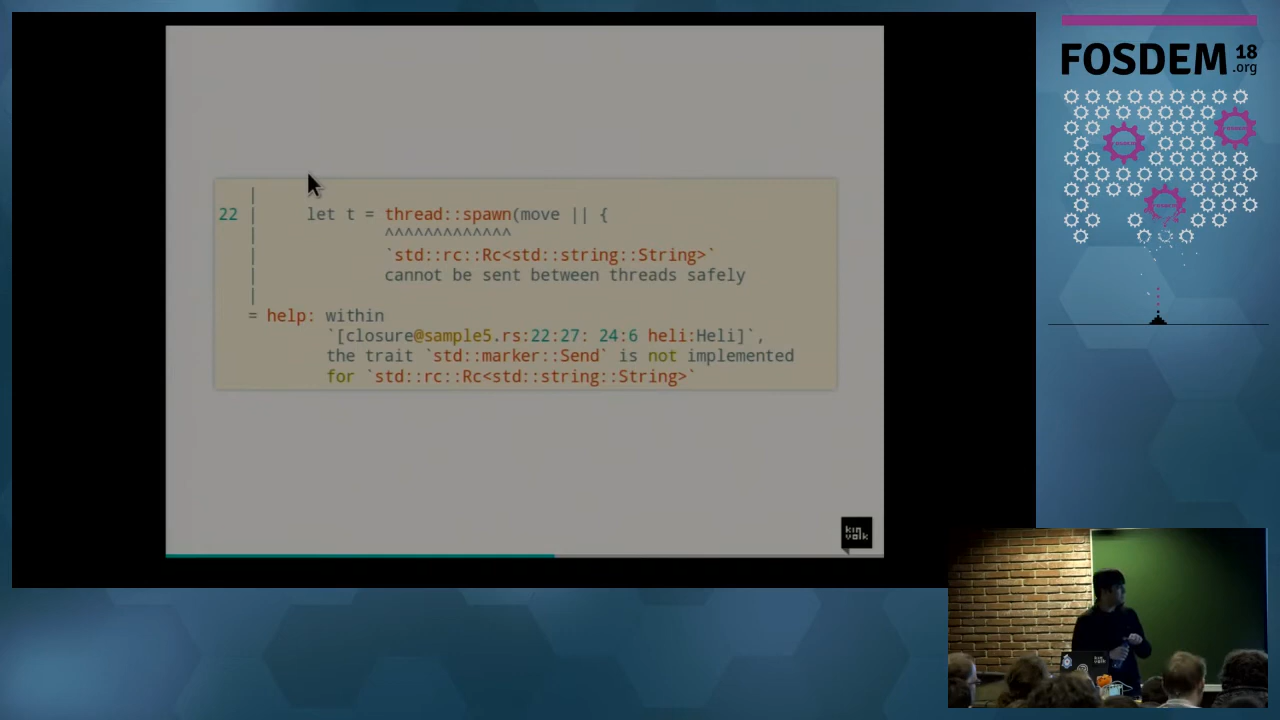 22 |     let t = thread::spawn(move || {
^^^^^^^^^^^^^
`std::rc::Rc<std::string::String>`
cannot be sent between threads safely
= help: within
`[closure@sample5.rs:22:27: 24:6 heli:Heli]`,
the trait `std::marker::Send` is not implemented
for `std::rc::Rc<std::string::String>`
kin
volk
FOSDEM 18
.org